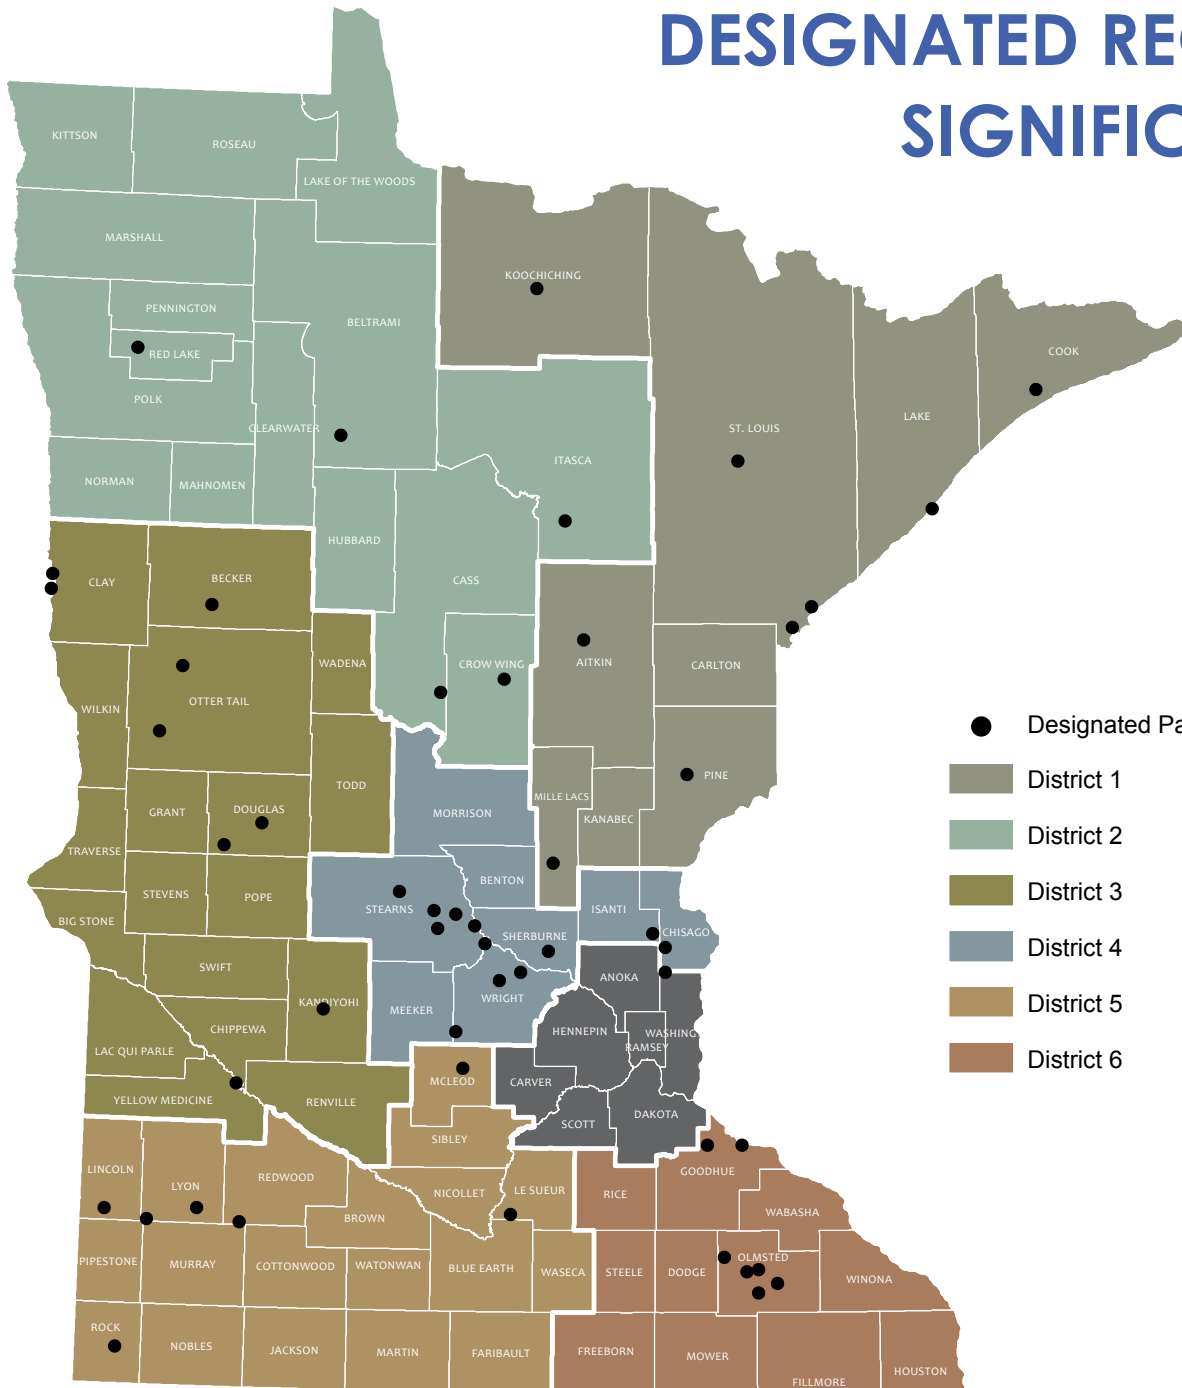 DESIGNATED REG
SIGNIFIC
KITTSON
ROSEAU
LAKE OF THE WOODS
MARSHALL
KOOCHICHING
PENNINGTON
BELTRAMI
RED LAKE
COOK
POLK
LAKE
CLEARWATER
ST. LOUIS
ITASCA
NORMAN
MAHNOMEN
HUBBARD
CASS
CLAY
BECKER
WADENA
CROW WING
AITKIN
CARLTON
OTTER TAIL
WILKIN
Designated Pa
District 1
District 2
District 3
District 4
District 5
District 6
TODD
PINE
MILLE LACS
GRANT
DOUGLAS
MORRISON
KANABEC
TRAVERSE
BENTON
STEVENS
POPE
STEARNS
ISANTI
BIG STONE
SHERBURNE
CHISAGO
SWIFT
ANOKA
KANDIYOHI
WRIGHT
MEEKER
CHIPPEWA
HENNEPIN
WASHING
RAMSEY
LAC QUI PARLE
MCLEOD
CARVER
YELLOW MEDICINE
RENVILLE
DAKOTA
SCOTT
SIBLEY
LINCOLN
REDWOOD
GOODHUE
LYON
NICOLLET
LE SUEUR
RICE
WABASHA
BROWN
PIPESTONE
MURRAY
COTTONWOOD
WATONWAN
BLUE EARTH
WASECA
STEELE
DODGE
OLMSTED
WINONA
ROCK
NOBLES
JACKSON
MARTIN
FARIBAULT
FREEBORN
MOWER
FILLMORE
HOUSTON